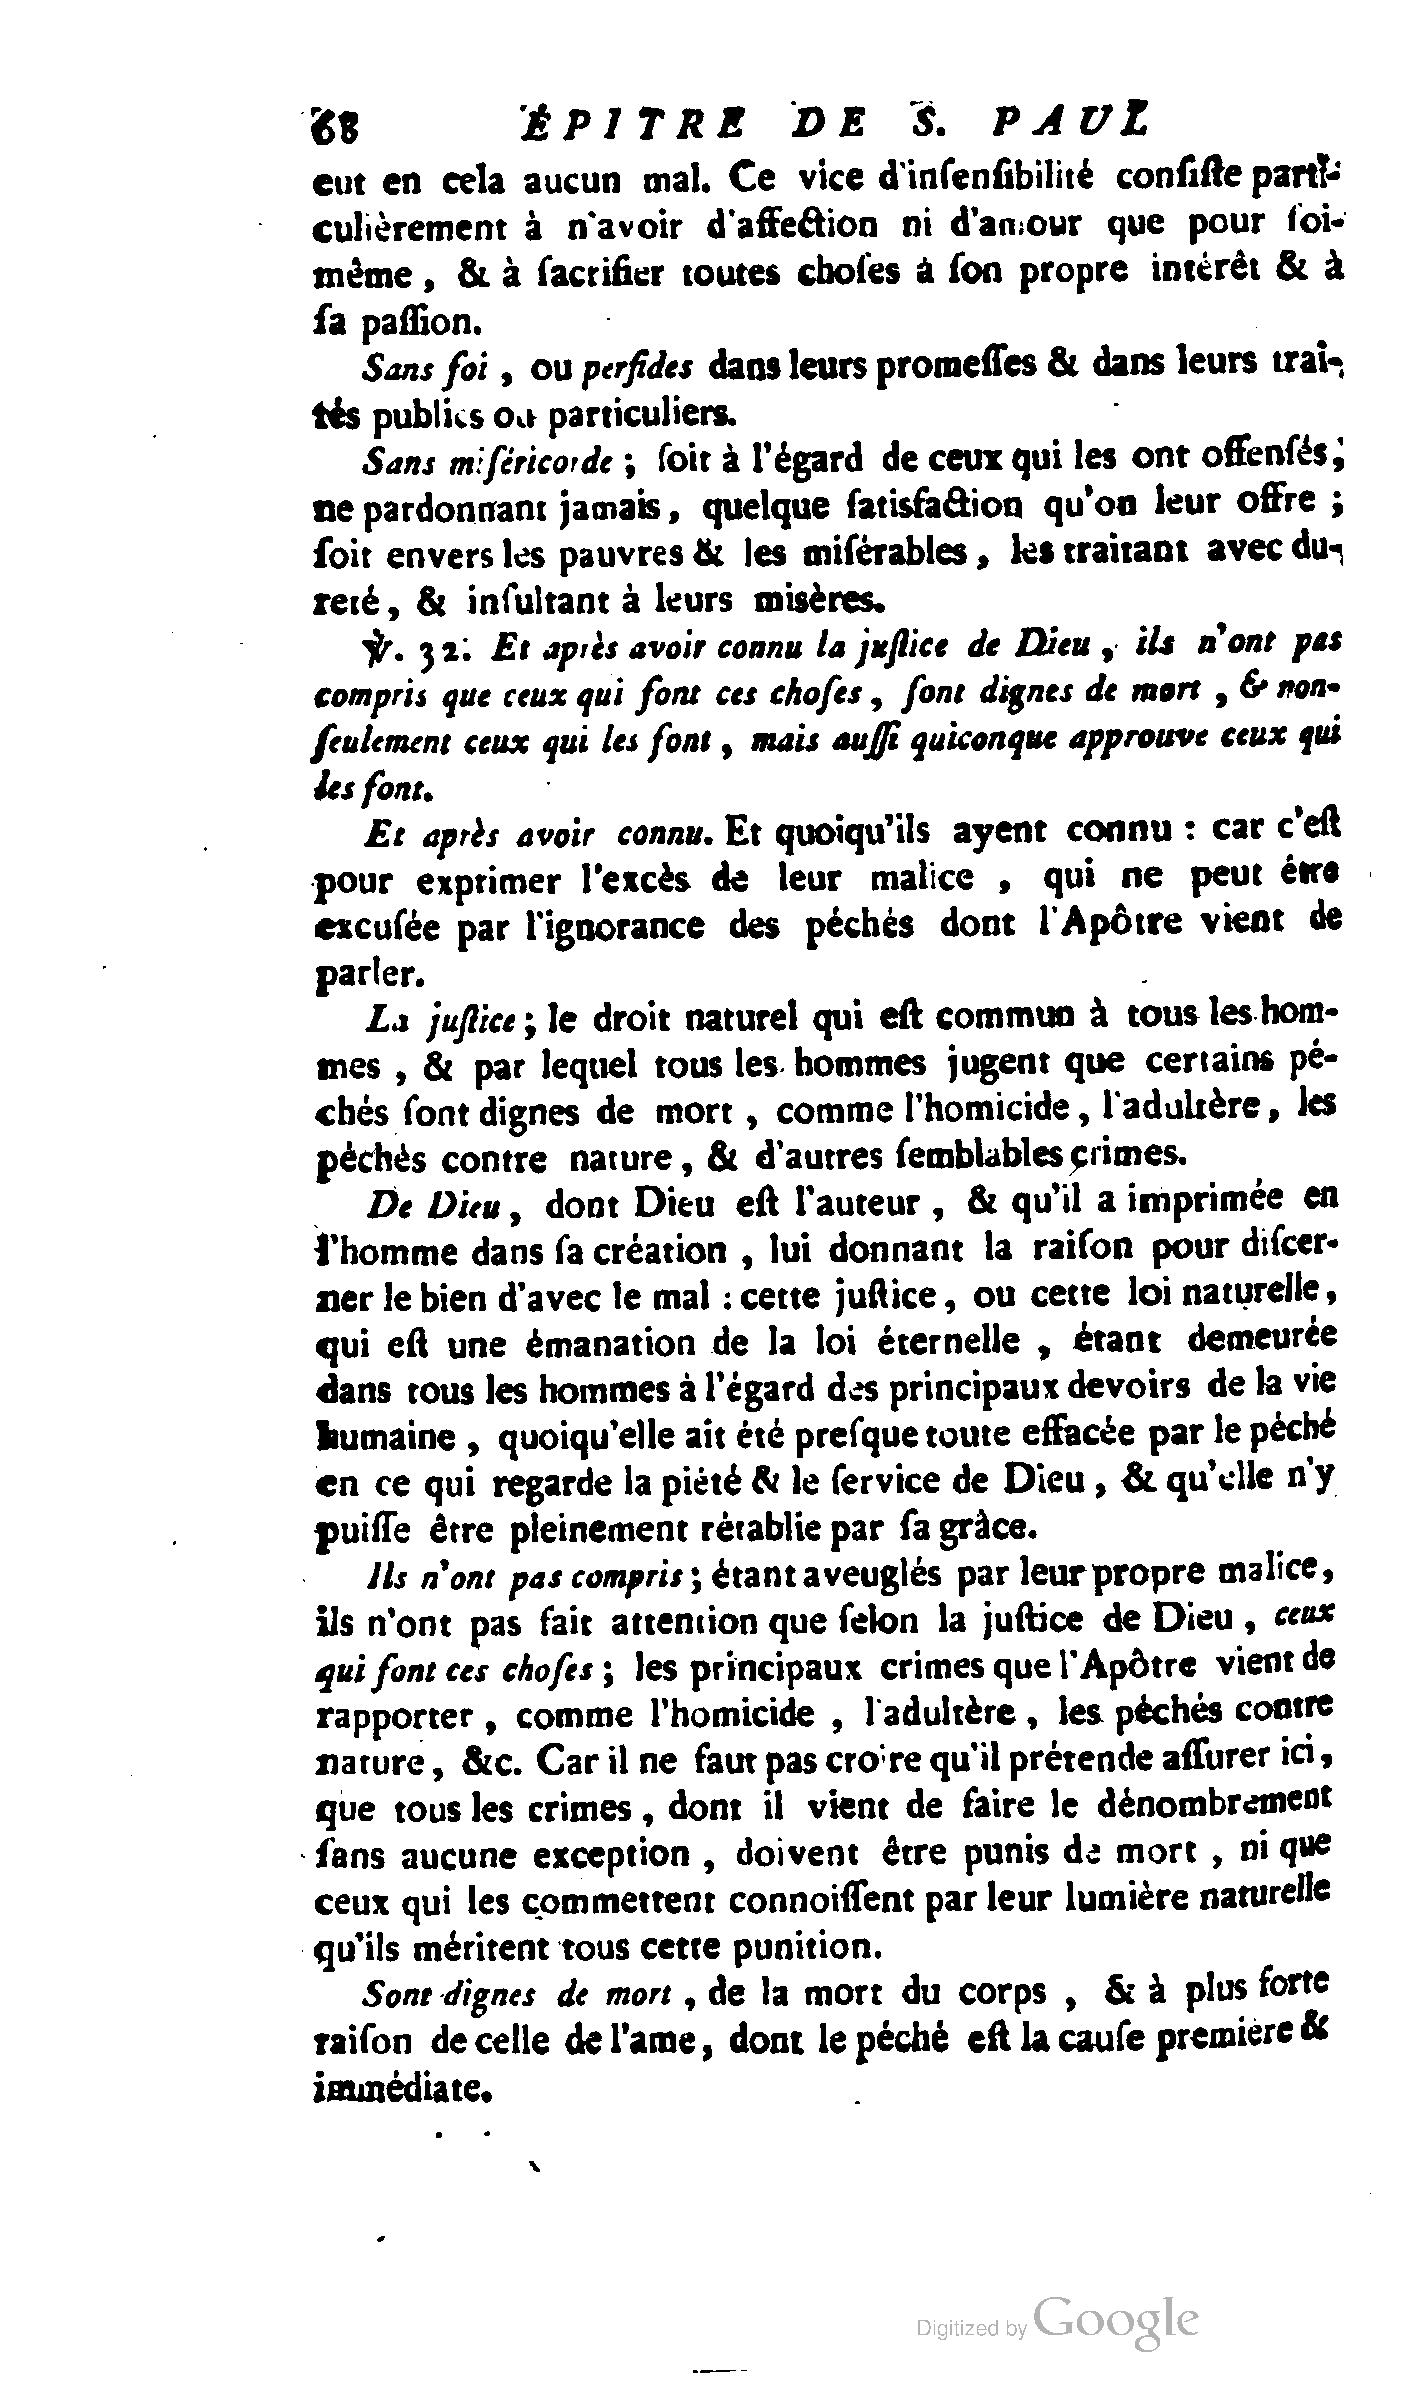 68 ÉPITRE DE S. PAUL
eut en cela aucun mal. Ce vice d'inſenſibilité conſiſte parti-
culièrement à n'avoir d'affection ni d'amour que pour ſoi-
même, & à ſacrifier toutes choſes à ſon propre intérêt & à
ſa paſſion.
Sans foi, ou perfides dans leurs promeſſes & dans leurs trai-
tés publics ou particuliers.
Sans miſéricorde; ſoit à l'égard de ceux qui les ont offenſés,
ne pardonnant jamais, quelque ſatisfaction qu'on leur offre;
ſoit envers les pauvres & les miſérables, les traitant avec du-
reté, & inſultant à leurs misères.
℣. 32. Et après avoir connu la juſtice de Dieu, ils n'ont pas
compris que ceux qui font ces choſes, ſont dignes de mort, & non-
ſeulement ceux qui les font, mais auſſi quiconque approuve ceux qui
les font.
Et après avoir connu. Et quoiqu'ils ayent connu : car c'eſt
pour exprimer l'excès de leur malice, qui ne peut être
excuſée par l'ignorance des péchés dont l'Apôtre vient de
parler.
La juſtice; le droit naturel qui eſt commun à tous les hom-
mes, & par lequel tous les hommes jugent que certains pé-
chés ſont dignes de mort, comme l'homicide, l'adultère, les
péchés contre nature, & d'autres ſemblables crimes.
De Dieu, dont Dieu eſt l'auteur, & qu'il a imprimée en
l'homme dans ſa création, lui donnant la raiſon pour diſcer-
ner le bien d'avec le mal : cette juſtice, ou cette loi naturelle,
qui eſt une émanation de la loi éternelle, étant demeurée
dans tous les hommes à l'égard des principaux devoirs de la vie
humaine, quoiqu'elle ait été preſque toute effacée par le péché
en ce qui regarde la piété & le ſervice de Dieu, & qu'elle n'y
puiſſe être pleinement rétablie par ſa grâce.
Ils n'ont pas compris; étant aveuglés par leur propre malice,
ils n'ont pas fait attention que ſelon la juſtice de Dieu, ceux
qui font ces choſes; les principaux crimes que l'Apôtre vient de
rapporter, comme l'homicide, l'adultère, les péchés contre
nature, &c. Car il ne faut pas croire qu'il prétende aſſurer ici,
que tous les crimes, dont il vient de faire le dénombrement
ſans aucune exception, doivent être punis de mort, ni que
ceux qui les commettent connoiſſent par leur lumière naturelle
qu'ils méritent tous cette punition.
Sont dignes de mort, de la mort du corps, & à plus forte
raiſon de celle de l'ame, dont le péché eſt la cauſe première &
immédiate.
Digitized by Google